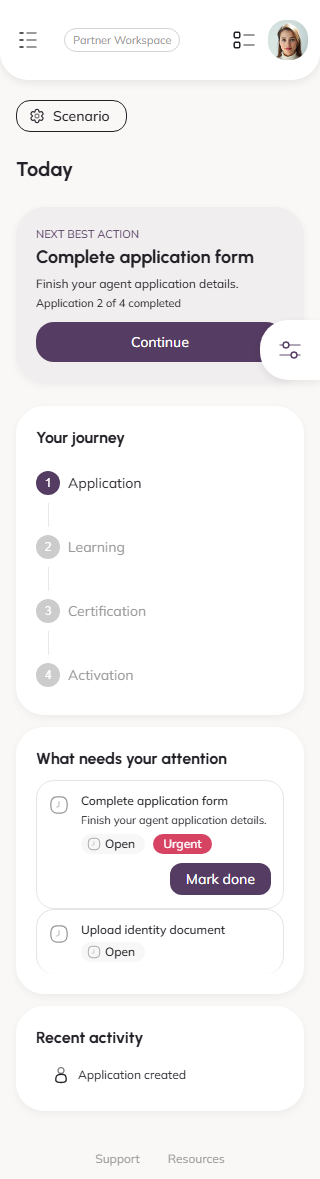 Partner Workspace
Scenario
Today
NEXT BEST ACTION
Complete application form
Finish your agent application details.
Application 2 of 4 completed
Continue
Your journey
1 Application
2 Learning
3 Certification
4 Activation
What needs your attention
Complete application form
Finish your agent application details.
Open Urgent
Mark done
Upload identity document
Open
Recent activity
Application created
Support Resources